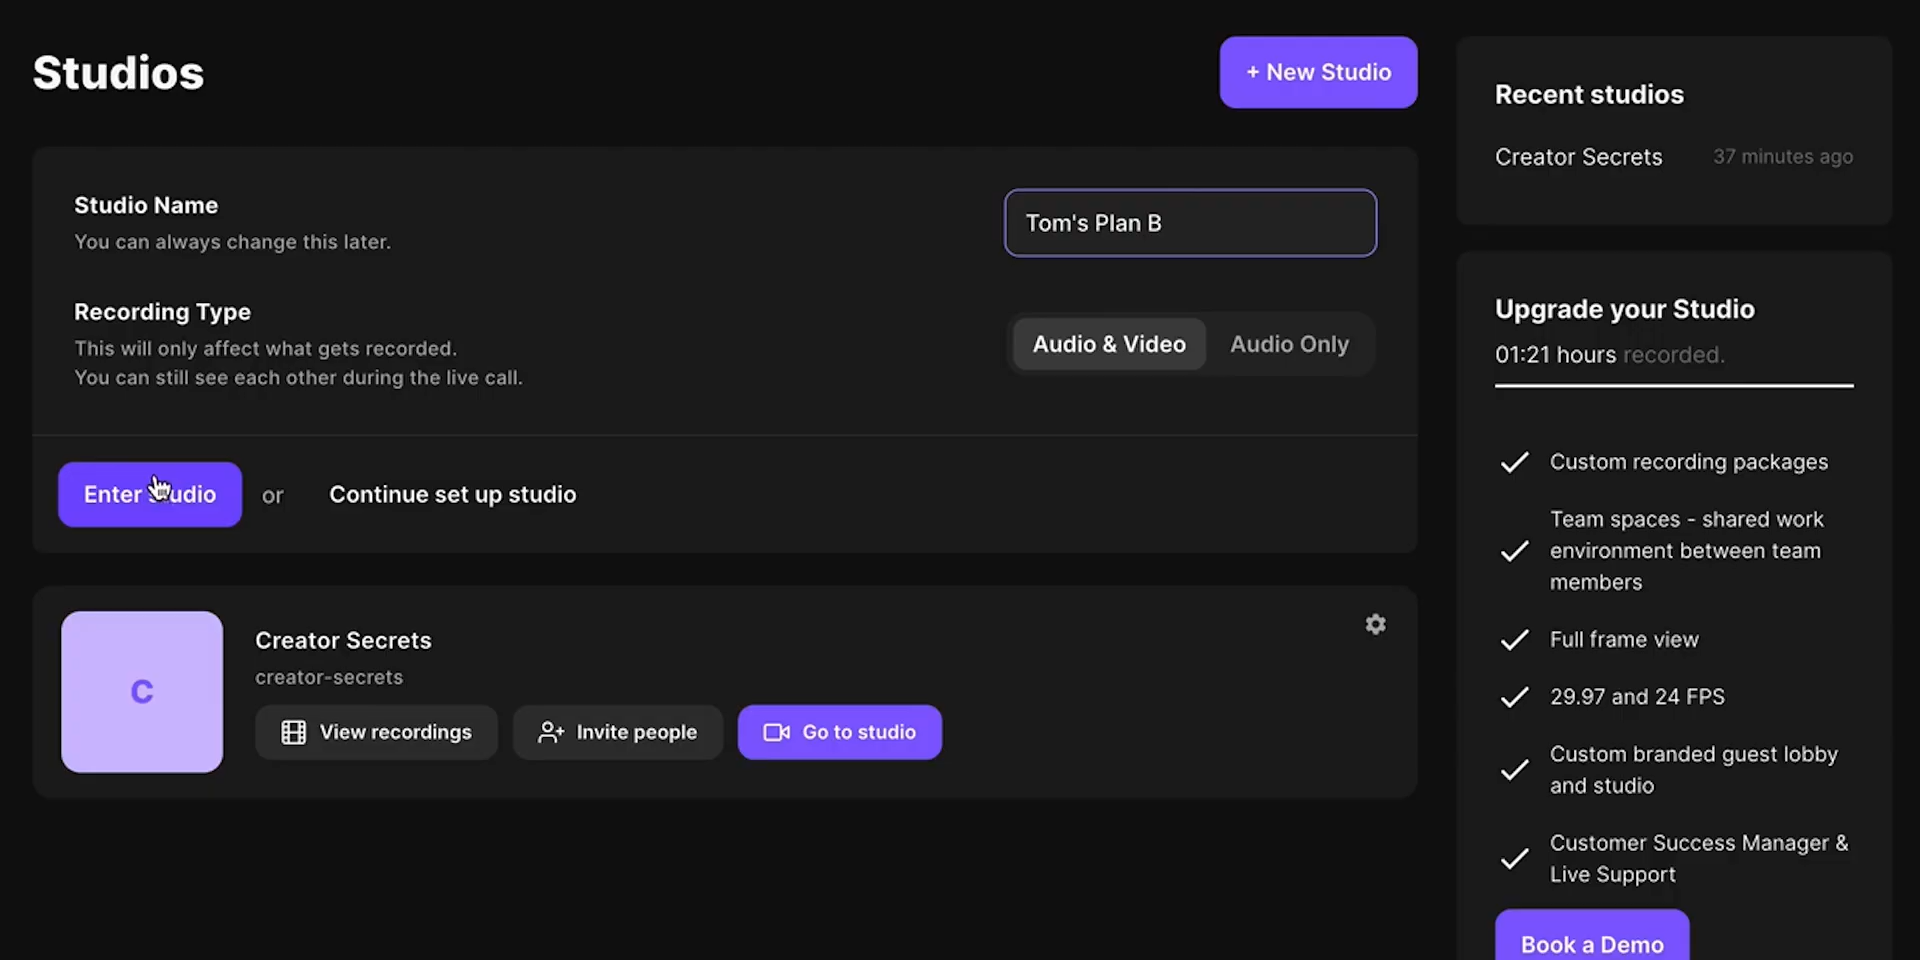 Studios
+ New Studio
Studio Name
You can always change this later.
Tom's Plan B
Recording Type
This will only affect what gets recorded.
You can still see each other during the live call.
Audio & Video
Audio Only
Enter Studio
or
Continue set up studio
C
Creator Secrets
creator-secrets
View recordings
Invite people
Go to studio
Recent studios
Creator Secrets
37 minutes ago
Upgrade your Studio
01:21 hours recorded.
Custom recording packages
Team spaces - shared work
environment between team
members
Full frame view
29.97 and 24 FPS
Custom branded guest lobby
and studio
Customer Success Manager &
Live Support
Book a Demo